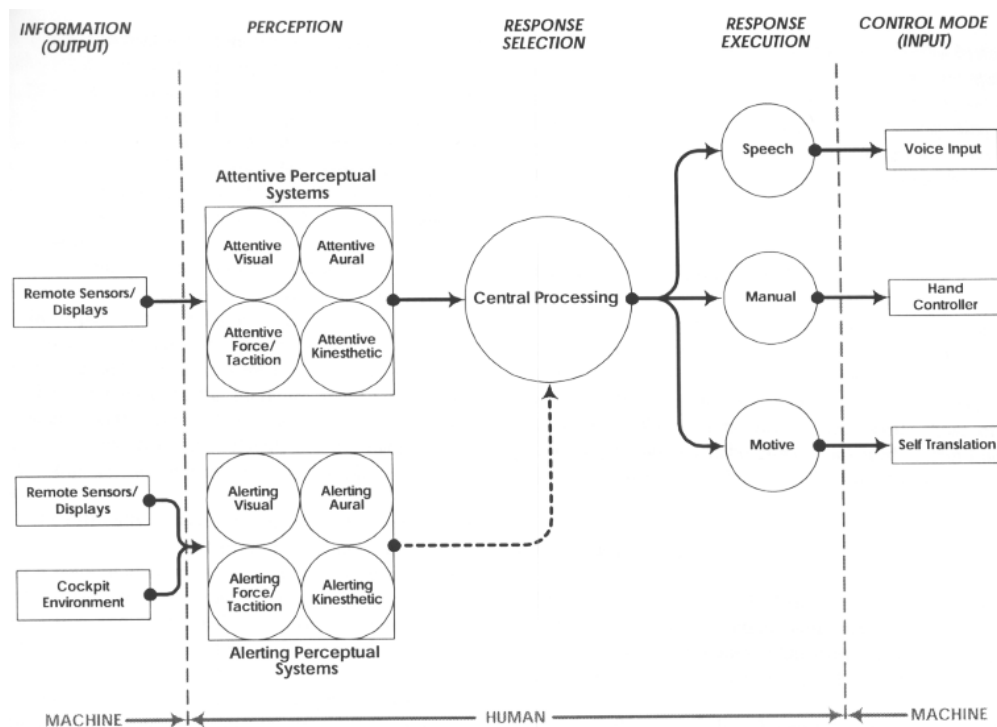 INFORMATION
(OUTPUT)
PERCEPTION
RESPONSE
SELECTION
RESPONSE
EXECUTION
CONTROL MODE
(INPUT)
Attentive Perceptual
Systems
Attentive
Visual
Attentive
Aural
Attentive
Force/
Tactition
Attentive
Kinesthetic
Remote Sensors/
Displays
Central Processing
Speech
Voice Input
Manual
Hand
Controller
Motive
Self Translation
Remote Sensors/
Displays
Cockpit
Environment
Alerting
Visual
Alerting
Aural
Alerting
Force/
Tactition
Alerting
Kinesthetic
Alerting Perceptual
Systems
MACHINE
HUMAN
MACHINE